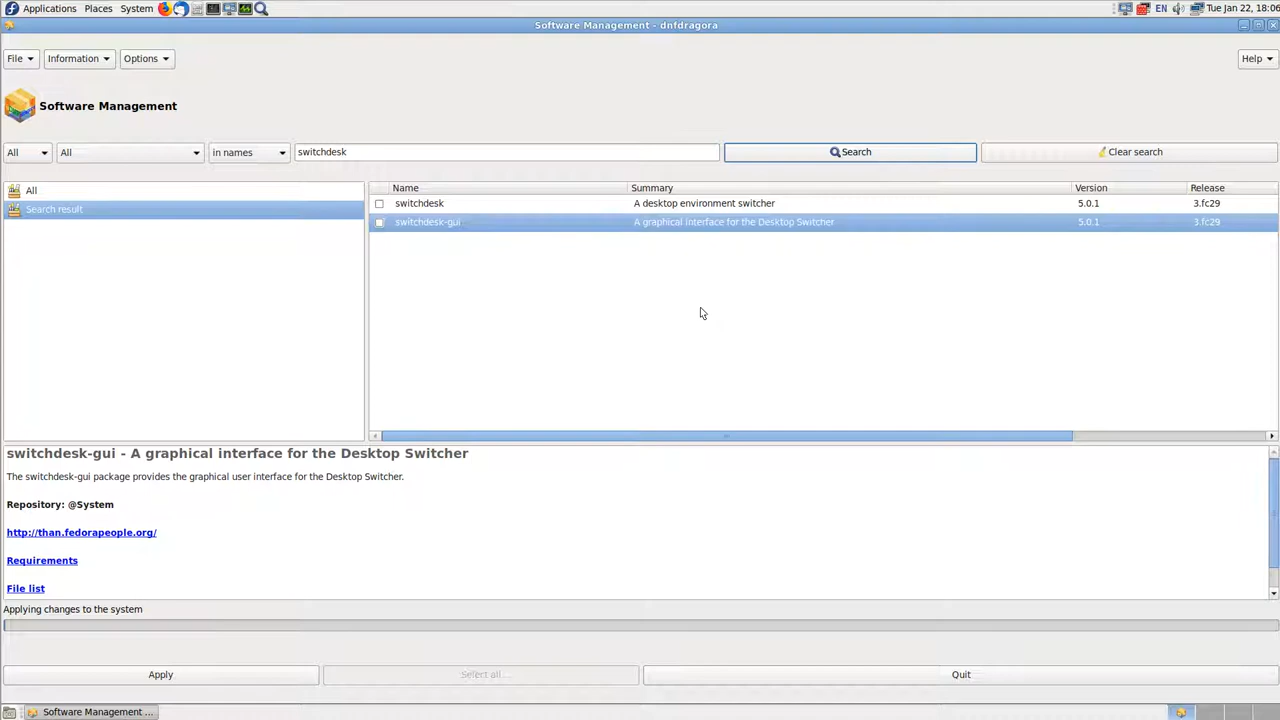 Applications Places System EN Tue Jan 22, 18:06
Software Management - dnfdragora
File Information Options Help
Software Management
All All in names switchdesk Search Clear search
All
Search result
Name Summary Version Release
switchdesk A desktop environment switcher 5.0.1 3.fc29
switchdesk-gui A graphical interface for the Desktop Switcher 5.0.1 3.fc29
switchdesk-gui - A graphical interface for the Desktop Switcher
The switchdesk-gui package provides the graphical user interface for the Desktop Switcher.
Repository: @System
http://than.fedorapeople.org/
Requirements
File list
Applying changes to the system
Apply Select all... Quit
Software Management ...